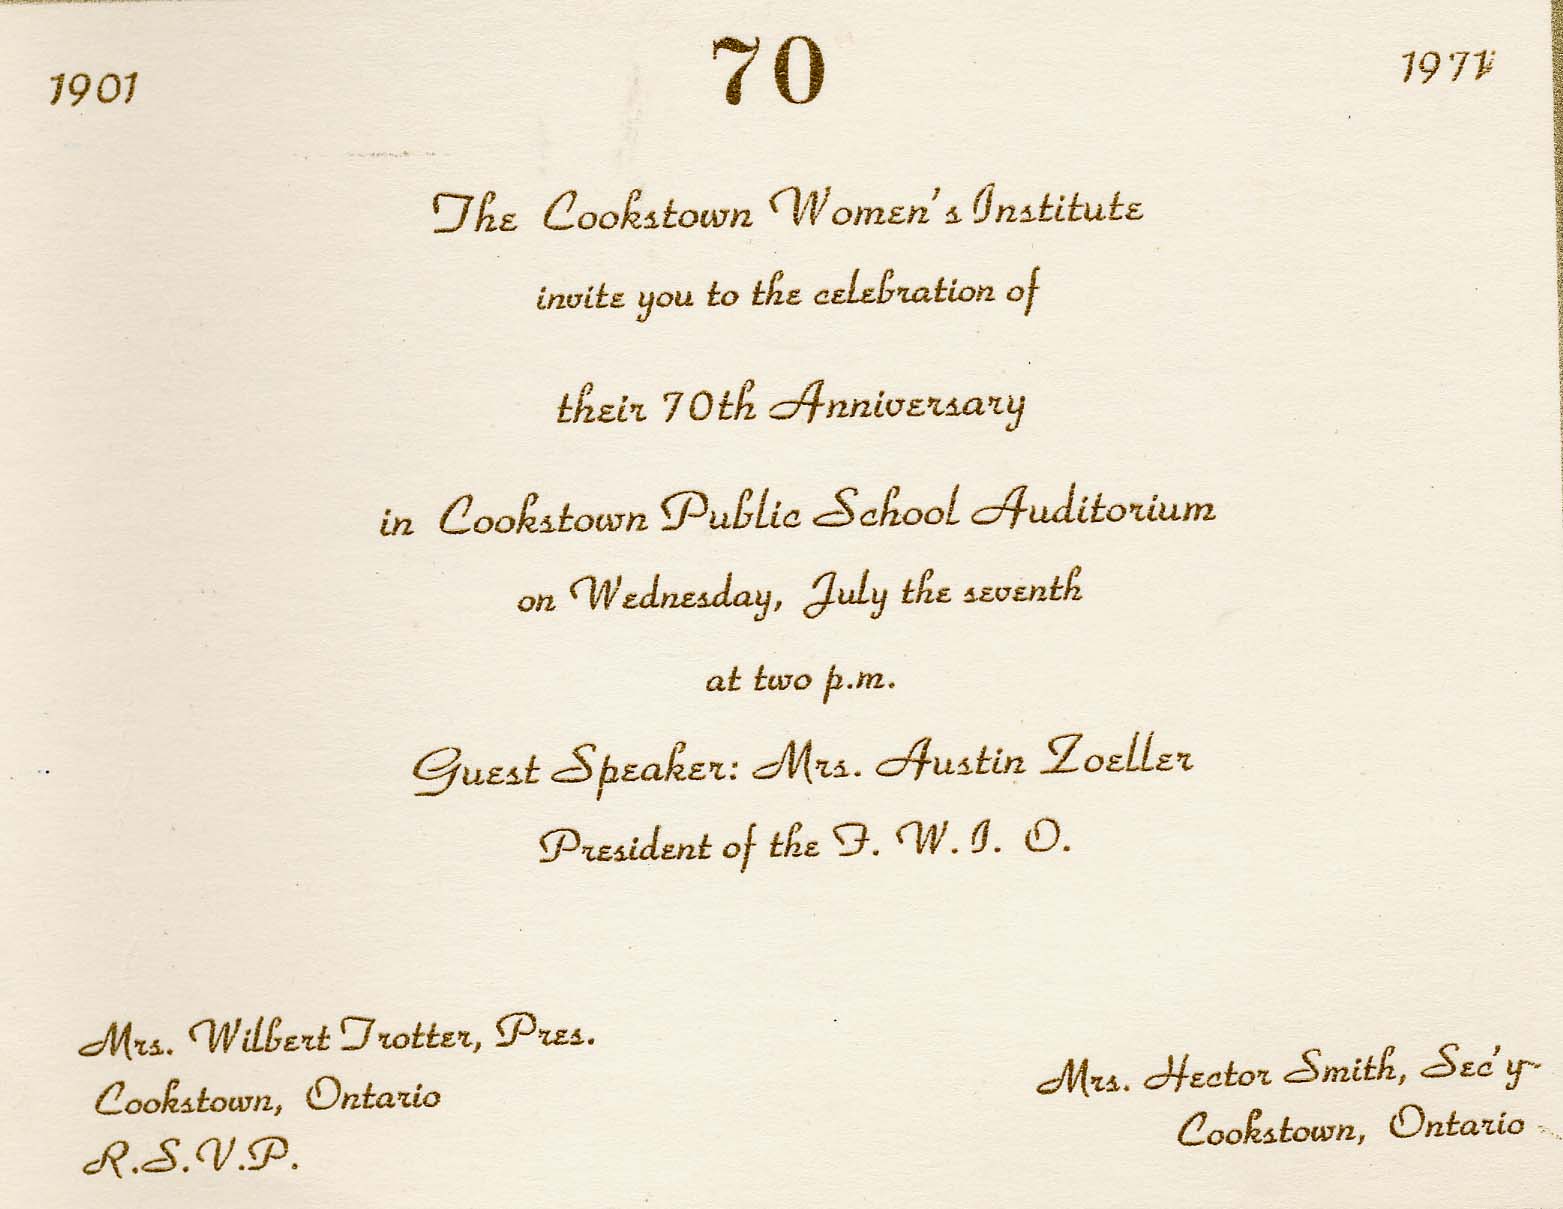 1901 70 1971
The Cookstown Women's Institute
invite you to the celebration of
their 70th Anniversary
in Cookstown Public School Auditorium
on Wednesday, July the seventh
at two p.m.
Guest Speaker: Mrs. Austin Zoeller
President of the F. W. I. O.
Mrs. Wilbert Trotter, Pres.
Cookstown, Ontario
R.S.V.P.
Mrs. Hector Smith, Sec'y
Cookstown, Ontario